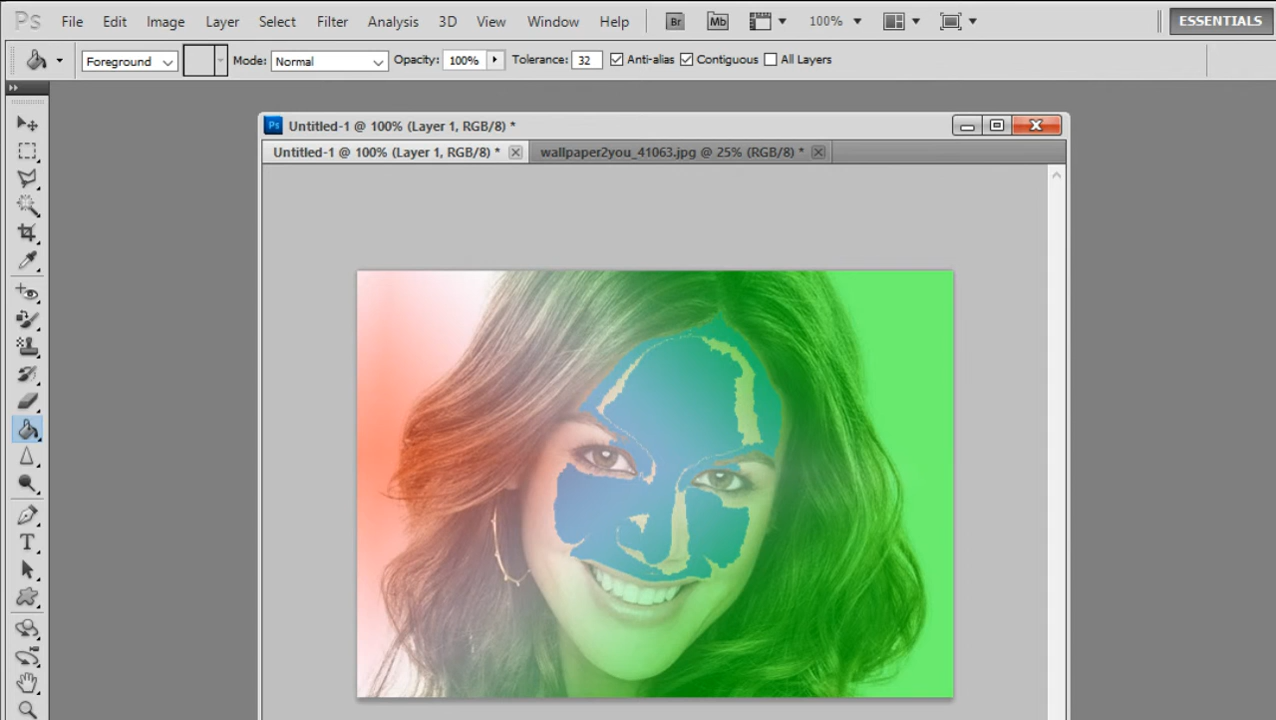 Ps File Edit Image Layer Select Filter Analysis 3D View Window Help Br Mb 100% ESSENTIALS
Foreground Mode: Normal Opacity: 100% Tolerance: 32 Anti-alias Contiguous All Layers
Ps Untitled-1 @ 100% (Layer 1, RGB/8) *
Untitled-1 @ 100% (Layer 1, RGB/8) * wallpaper2you_41063.jpg @ 25% (RGB/8) *
T